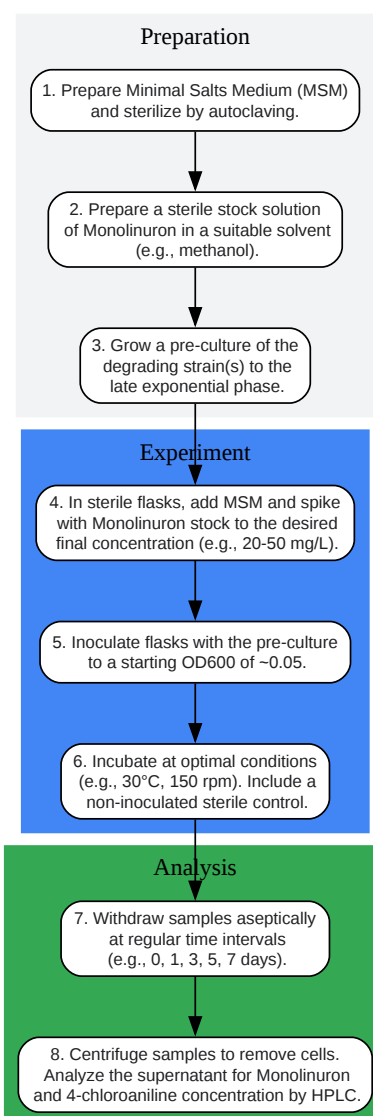 Preparation
1. Prepare Minimal Salts Medium (MSM)
and sterilize by autoclaving.
2. Prepare a sterile stock solution
of Monolinuron in a suitable solvent
(e.g., methanol).
3. Grow a pre-culture of the
degrading strain(s) to the
late exponential phase.
Experiment
4. In sterile flasks, add MSM and spike
with Monolinuron stock to the desired
final concentration (e.g., 20-50 mg/L).
5. Inoculate flasks with the pre-culture
to a starting OD600 of ~0.05.
6. Incubate at optimal conditions
(e.g., 30°C, 150 rpm). Include a
non-inoculated sterile control.
Analysis
7. Withdraw samples aseptically
at regular time intervals
(e.g., 0, 1, 3, 5, 7 days).
8. Centrifuge samples to remove cells.
Analyze the supernatant for Monolinuron
and 4-chloroaniline concentration by HPLC.